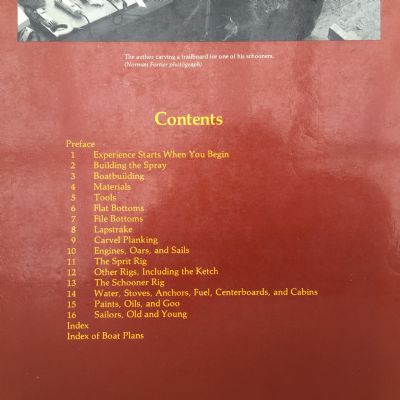 The author carving a trailboard for one of his schooners.
(Norman Fortier photograph)
Contents
Preface
1 Experience Starts When You Begin
2 Building the Spray
3 Boatbuilding
4 Materials
5 Tools
6 Flat Bottoms
7 File Bottoms
8 Lapstrake
9 Carvel Planking
10 Engines, Oars, and Sails
11 The Sprit Rig
12 Other Rigs, Including the Ketch
13 The Schooner Rig
14 Water, Stoves, Anchors, Fuel, Centerboards, and Cabins
15 Paints, Oils, and Goo
16 Sailors, Old and Young
Index
Index of Boat Plans